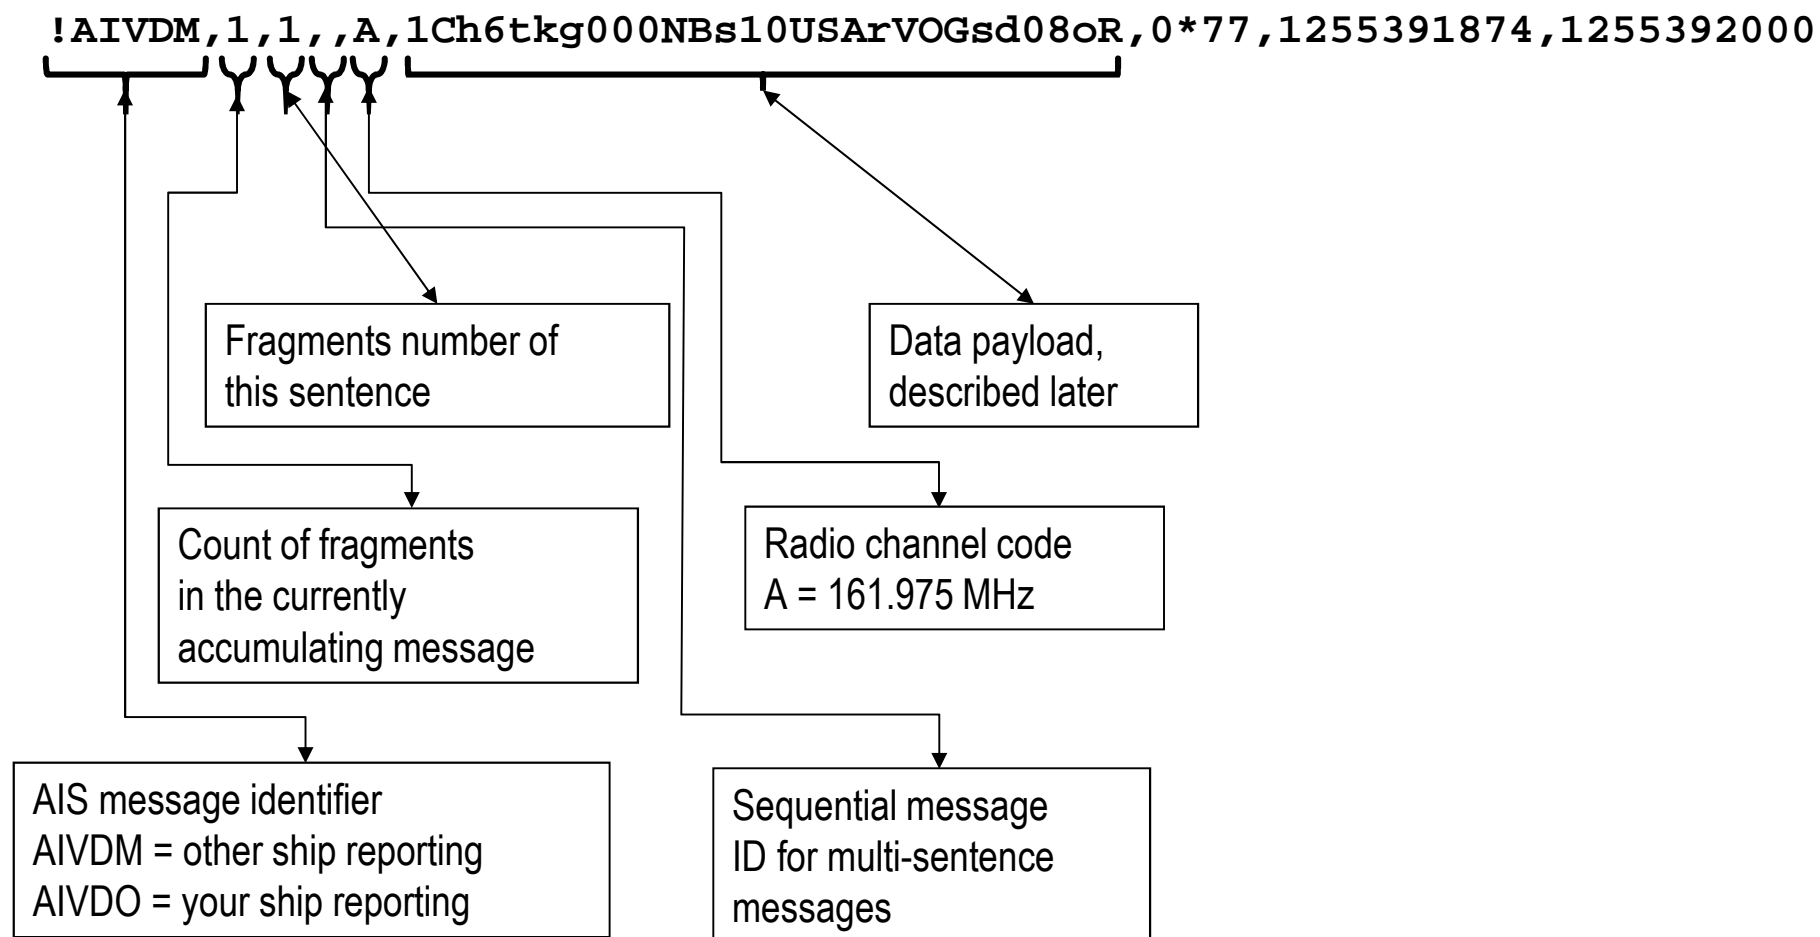 !AIVDM,1,1,,A,1Ch6tkg000NBs10USArVOGsd08oR,0*77,1255391874,1255392000
Fragments number of
this sentence
Data payload,
described later
Count of fragments
in the currently
accumulating message
Radio channel code
A = 161.975 MHz
AIS message identifier
AIVDM = other ship reporting
AIVDO = your ship reporting
Sequential message
ID for multi-sentence
messages